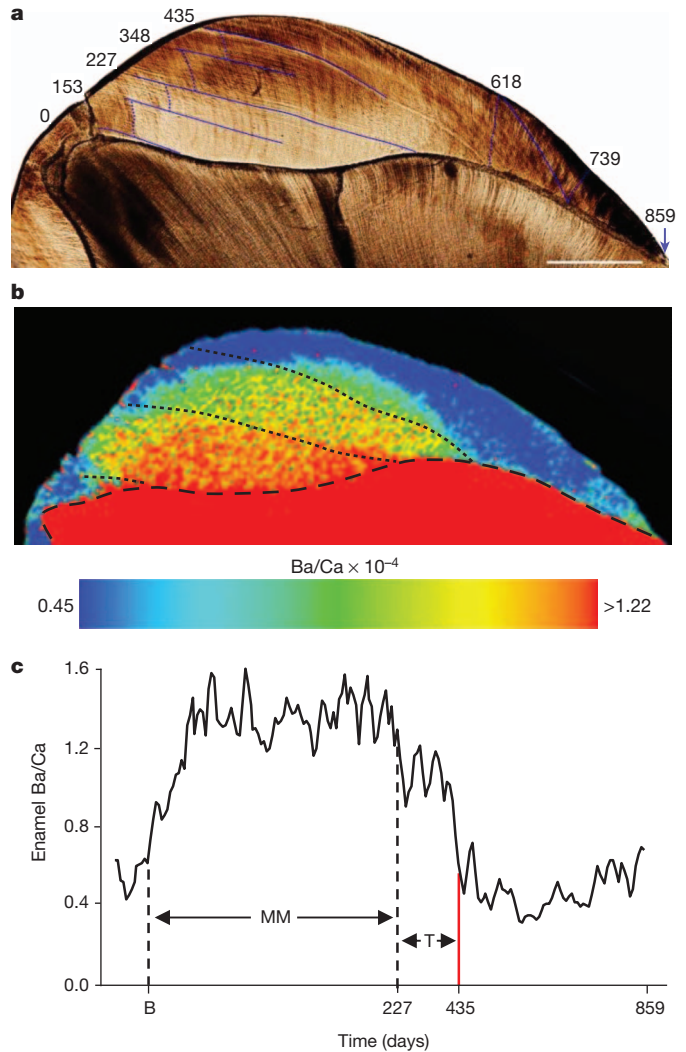 a
435
348
227
153
0
618
739
859
b
Ba/Ca × 10⁻⁴
0.45
>1.22
c
1.6
1.2
0.8
0.4
0.0
Enamel Ba/Ca
MM
T
B
227
435
859
Time (days)